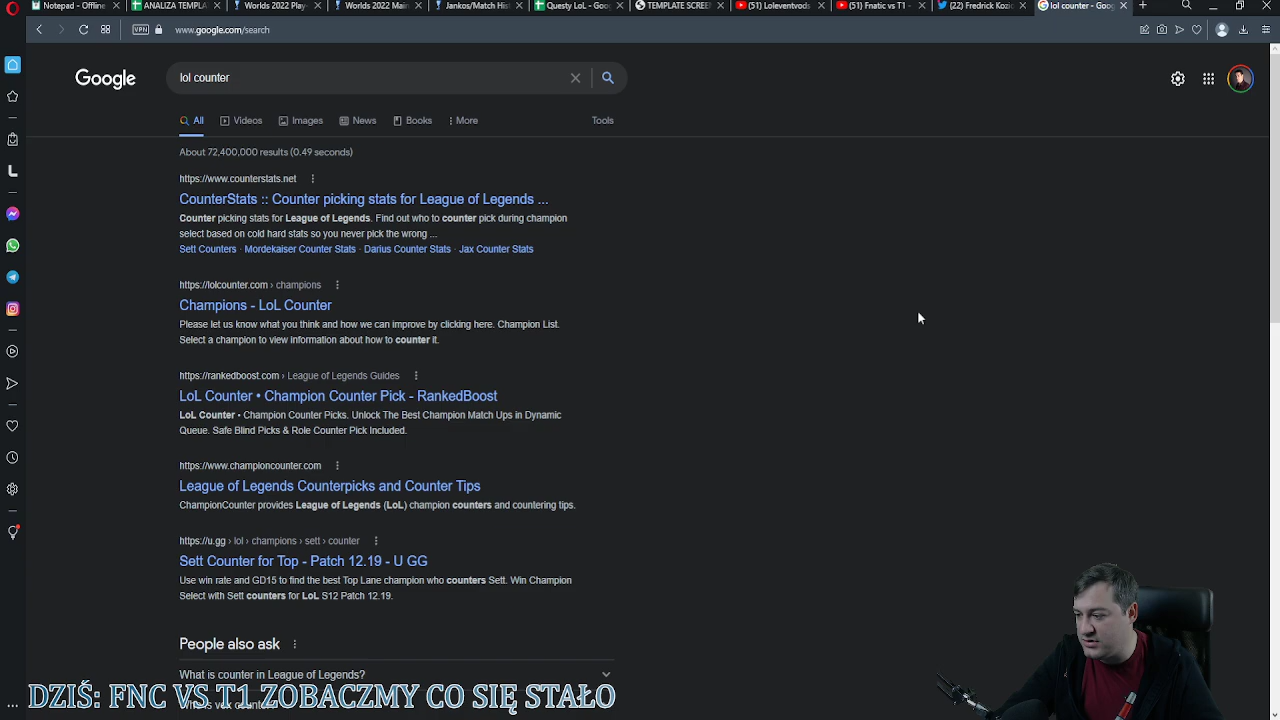 Notepad - Offline
ANALIZA TEMPLA
Worlds 2022 Play-
Worlds 2022 Main
Jankos/Match His
Questy LoL - Goog
TEMPLATE SCREE
(51) Loleventvods
(51) Fnatic vs T1 -
(22) Fredrick Kozic
lol counter - Goog
VPN
www.google.com/search
Google
lol counter
All
Videos
Images
News
Books
More
Tools
About 72,400,000 results (0.49 seconds)
https://www.counterstats.net
CounterStats :: Counter picking stats for League of Legends ...
Counter picking stats for League of Legends. Find out who to counter pick during champion
select based on cold hard stats so you never pick the wrong ...
Sett Counters · Mordekaiser Counter Stats · Darius Counter Stats · Jax Counter Stats
https://lolcounter.com › champions
Champions - LoL Counter
Please let us know what you think and how we can improve by clicking here. Champion List.
Select a champion to view information about how to counter it.
https://rankedboost.com › League of Legends Guides
LoL Counter • Champion Counter Pick - RankedBoost
LoL Counter • Champion Counter Picks. Unlock The Best Champion Match Ups in Dynamic
Queue. Safe Blind Picks & Role Counter Pick Included.
https://www.championcounter.com
League of Legends Counterpicks and Counter Tips
ChampionCounter provides League of Legends (LoL) champion counters and countering tips.
https://u.gg › lol › champions › sett › counter
Sett Counter for Top - Patch 12.19 - U GG
Use win rate and GD15 to find the best Top Lane champion who counters Sett. Win Champion
Select with Sett counters for LoL S12 Patch 12.19.
People also ask
What is counter in League of Legends?
DZIŚ: FNC VS T1 ZOBACZMY CO SIĘ STAŁO